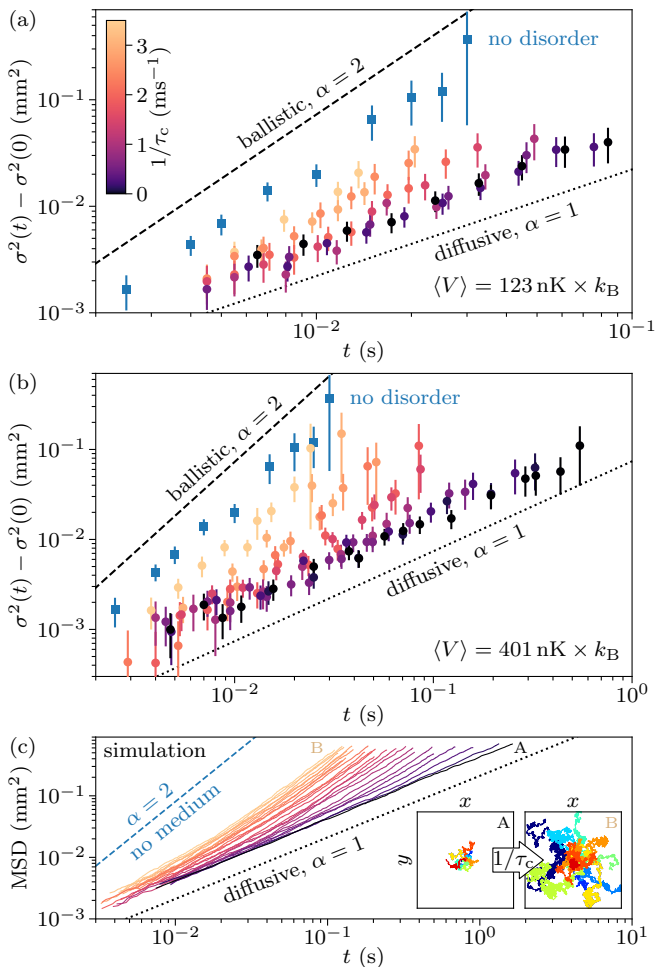 (a)
10⁻¹
10⁻²
10⁻³
σ²(t) − σ²(0) (mm²)
3
2
1
0
1/τc (ms⁻¹)
ballistic, α = 2
no disorder
diffusive, α = 1
⟨V⟩ = 123 nK × kB
10⁻²
10⁻¹
t (s)
(b)
10⁻¹
10⁻²
10⁻³
σ²(t) − σ²(0) (mm²)
ballistic, α = 2
no disorder
diffusive, α = 1
⟨V⟩ = 401 nK × kB
10⁻²
10⁻¹
10⁰
t (s)
(c)
simulation
10⁻¹
10⁻²
10⁻³
MSD (mm²)
α = 2
no medium
B
A
diffusive, α = 1
x
x
y
A
B
1/τc
10⁻²
10⁻¹
10⁰
10¹
t (s)